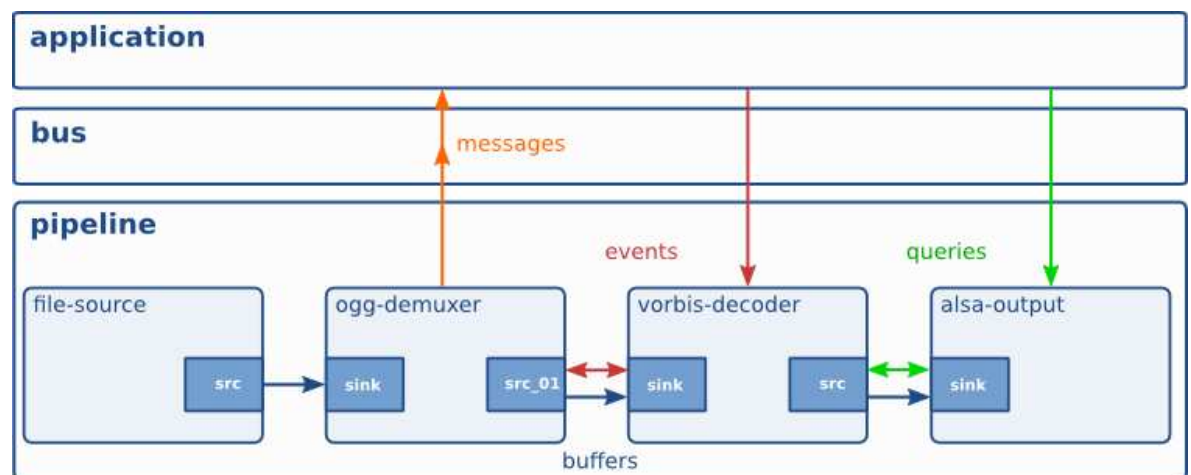 application
bus
messages
pipeline
events
queries
file-source
ogg-demuxer
vorbis-decoder
alsa-output
src
sink
src_01
sink
src
sink
buffers